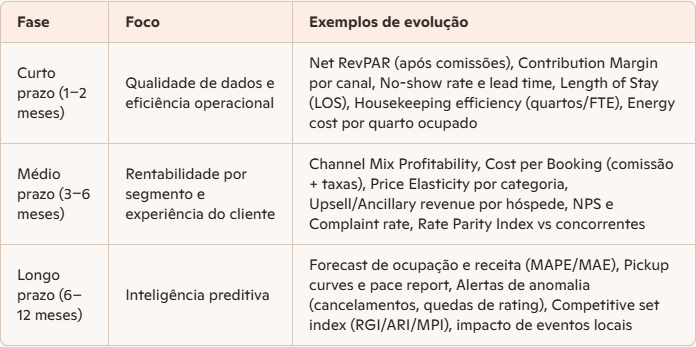 Fase
Foco
Exemplos de evolução
Curto
prazo (1–2
meses)
Qualidade de dados e
eficiência operacional
Net RevPAR (após comissões), Contribution Margin
por canal, No-show rate e lead time, Length of Stay
(LOS), Housekeeping efficiency (quartos/FTE), Energy
cost por quarto ocupado
Médio
prazo (3–6
meses)
Rentabilidade por
segmento e
experiência do cliente
Channel Mix Profitability, Cost per Booking (comissão
+ taxas), Price Elasticity por categoria,
Upsell/Ancillary revenue por hóspede, NPS e
Complaint rate, Rate Parity Index vs concorrentes
Longo
prazo (6–
12 meses)
Inteligência preditiva
Forecast de ocupação e receita (MAPE/MAE), Pickup
curves e pace report, Alertas de anomalia
(cancelamentos, quedas de rating), Competitive set
index (RGI/ARI/MPI), impacto de eventos locais